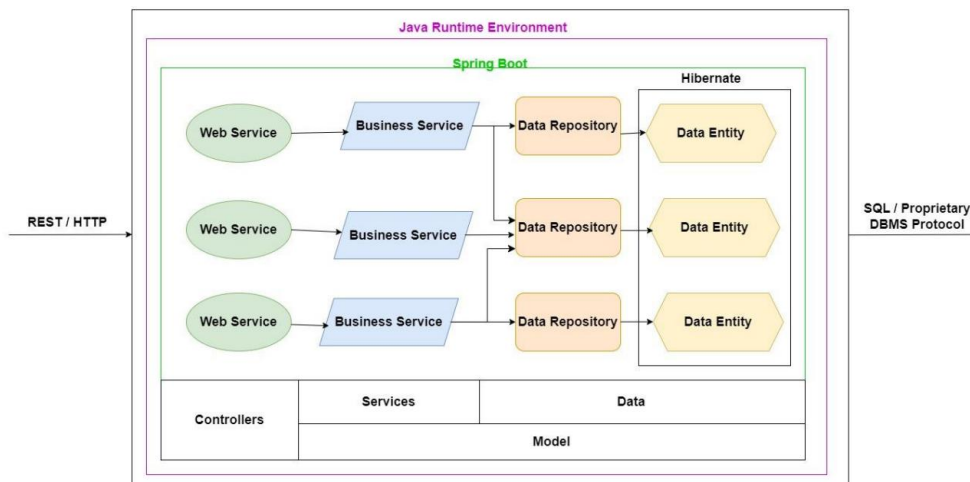 Java Runtime Environment
Spring Boot
Hibernate
Web Service
Business Service
Data Repository
Data Entity
REST / HTTP
Web Service
Business Service
Data Repository
Data Entity
SQL / Proprietary
DBMS Protocol
Web Service
Business Service
Data Repository
Data Entity
Controllers
Services
Data
Model